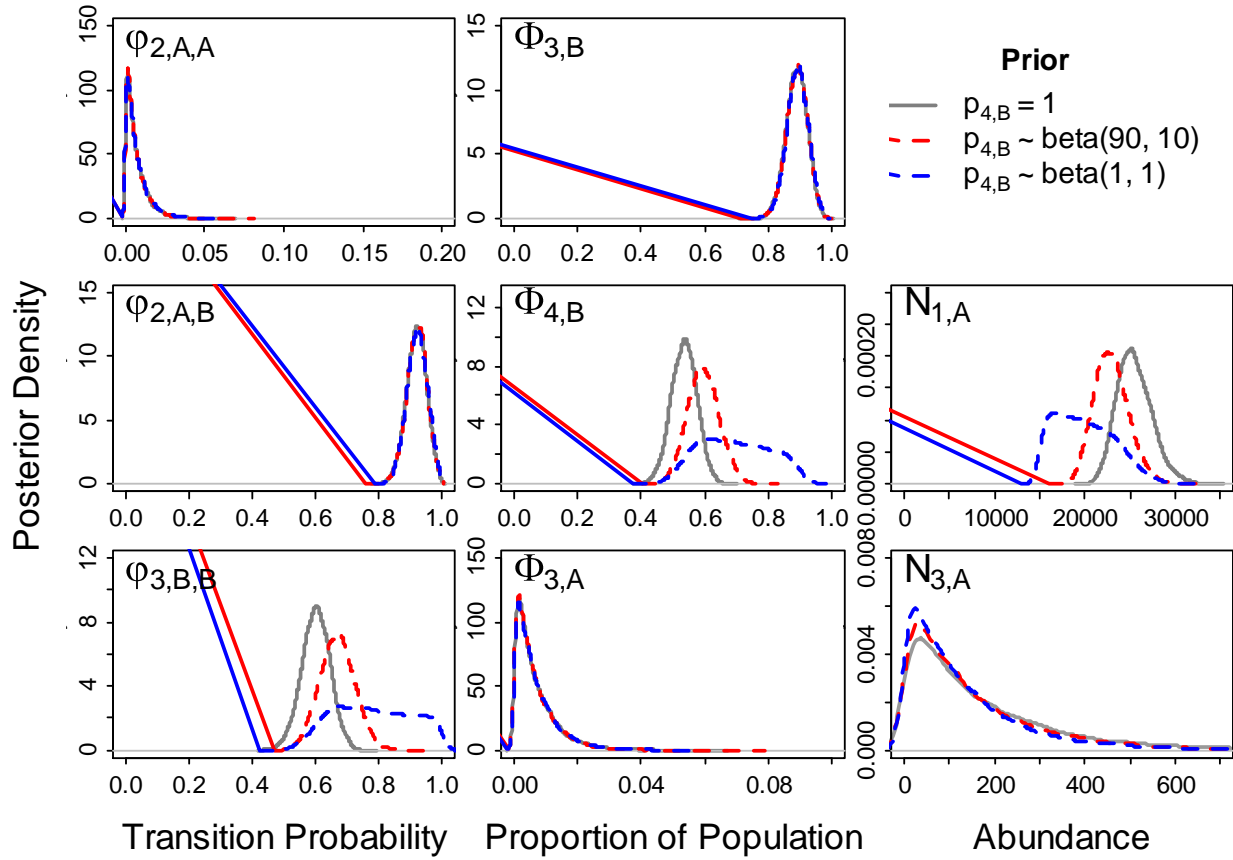 φ2,A,A
0 50 100 150
0.00 0.05 0.10 0.15 0.20
Φ3,B
0 5 10 15
0.0 0.2 0.4 0.6 0.8 1.0
Prior
p4,B = 1
p4,B ~ beta(90, 10)
p4,B ~ beta(1, 1)
Posterior Density
φ2,A,B
0 5 10 15
0.0 0.2 0.4 0.6 0.8 1.0
Φ4,B
0 4 8 12
0.0 0.2 0.4 0.6 0.8 1.0
N1,A
0.00000 0.00020
0 10000 20000 30000
φ3,B,B
0 4 8 12
0.0 0.2 0.4 0.6 0.8 1.0
Φ3,A
0 50 100 150
0.00 0.04 0.08
N3,A
0.000 0.004 0.008
0 200 400 600
Transition Probability
Proportion of Population
Abundance